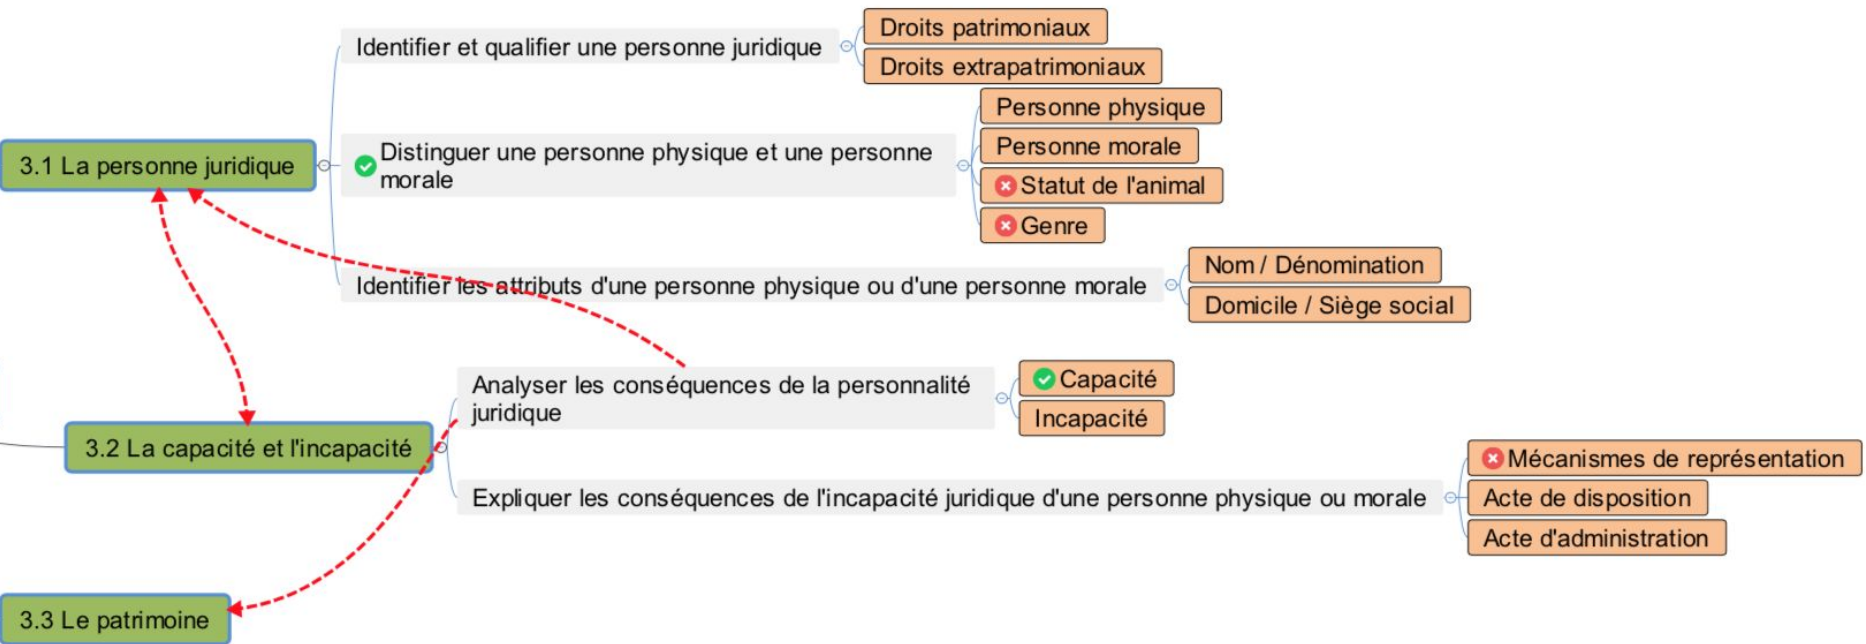 3.1 La personne juridique
Identifier et qualifier une personne juridique
Droits patrimoniaux
Droits extrapatrimoniaux
Distinguer une personne physique et une personne
morale
Personne physique
Personne morale
Statut de l'animal
Genre
Identifier les attributs d'une personne physique ou d'une personne morale
Nom / Dénomination
Domicile / Siège social
3.2 La capacité et l'incapacité
Analyser les conséquences de la personnalité
juridique
Capacité
Incapacité
Expliquer les conséquences de l'incapacité juridique d'une personne physique ou morale
Mécanismes de représentation
Acte de disposition
Acte d'administration
3.3 Le patrimoine